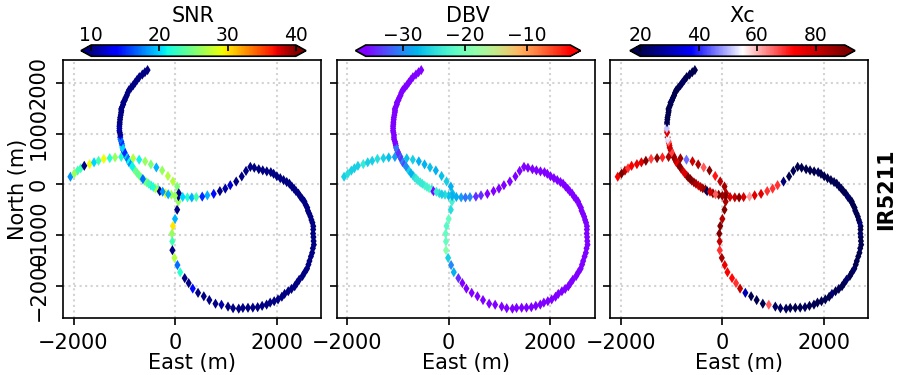 SNR DBV Xc
10 20 30 40 −30 −20 −10 20 40 60 80
2000
1000
0
−1000
−2000
North (m)
−2000 0 2000 −2000 0 2000 −2000 0 2000
East (m) East (m) East (m)
IR5211